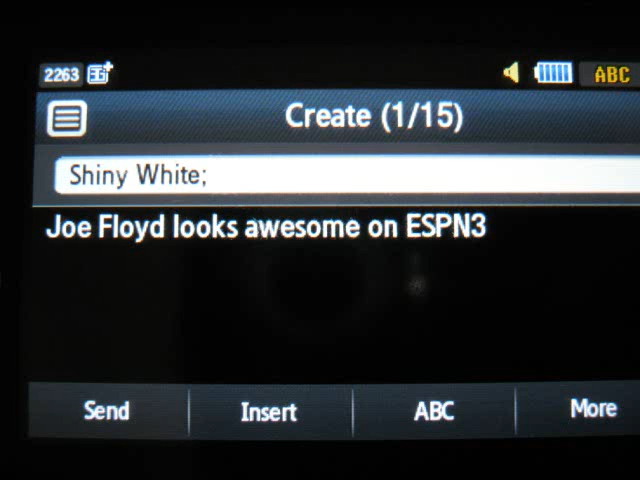 2263 ABC
Create (1/15)
Shiny White;
Joe Floyd looks awesome on ESPN3
Send Insert ABC More